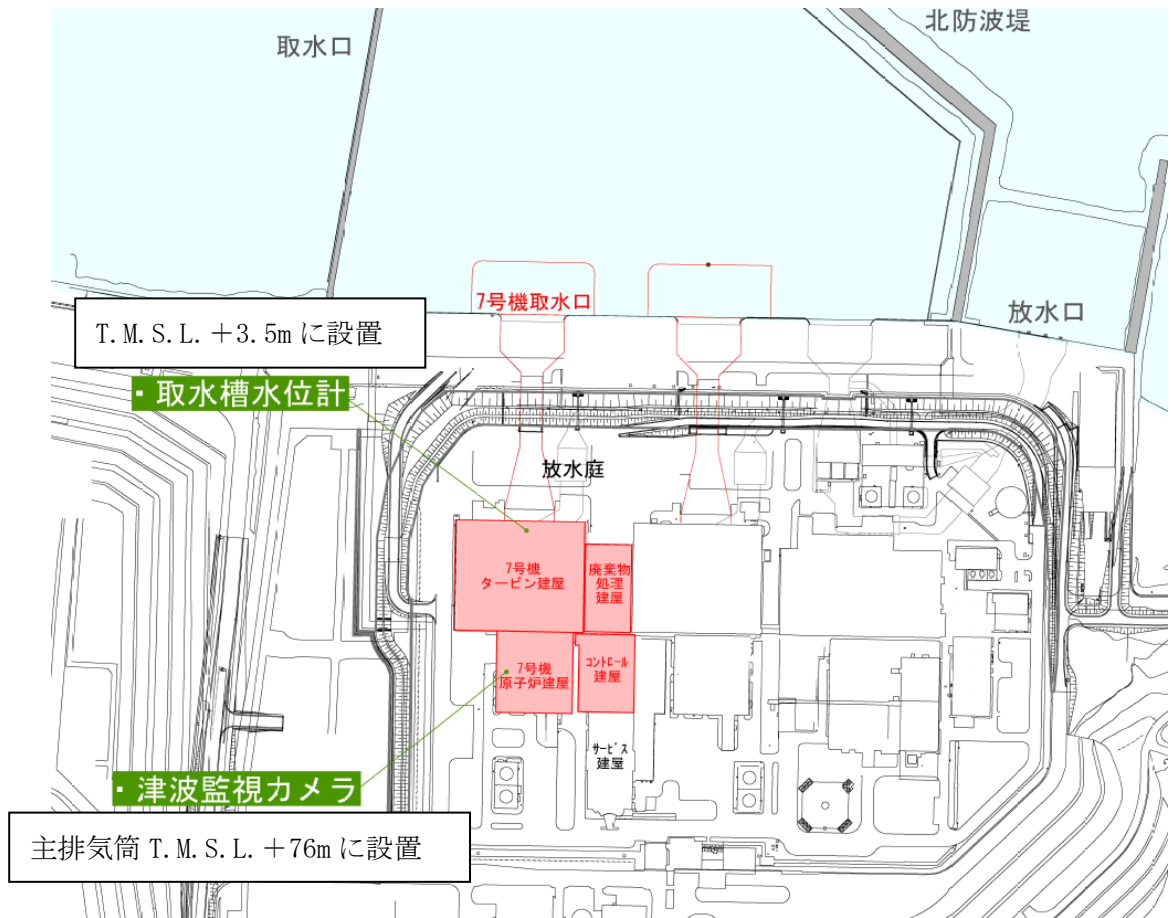 北防波堤
取水口
7号機取水口
放水口
T.M.S.L.+3.5mに設置
▪取水槽水位計
放水庭
7号機
タービン建屋
廃棄物
処理
建屋
7号機
原子炉建屋
コントロール
建屋
サービス
建屋
▪津波監視カメラ
主排気筒 T.M.S.L.+76mに設置